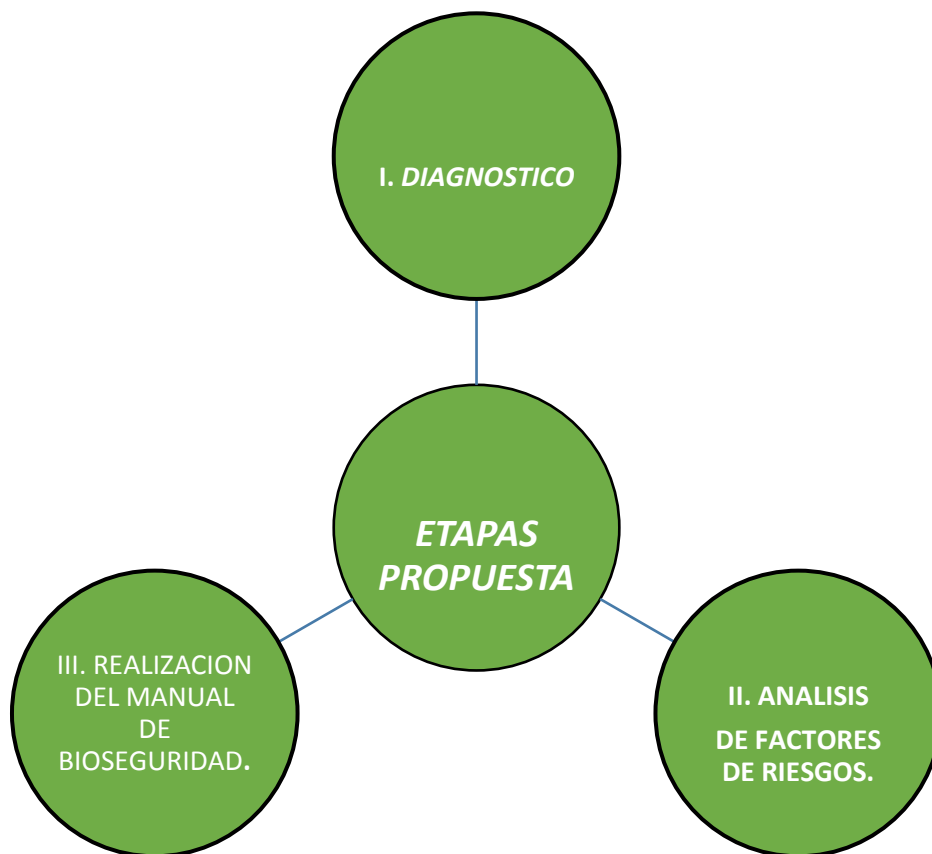 I. DIAGNOSTICO
ETAPAS
PROPUESTA
II. ANALISIS
DE FACTORES
DE RIESGOS.
III. REALIZACION
DEL MANUAL
DE
BIOSEGURIDAD.